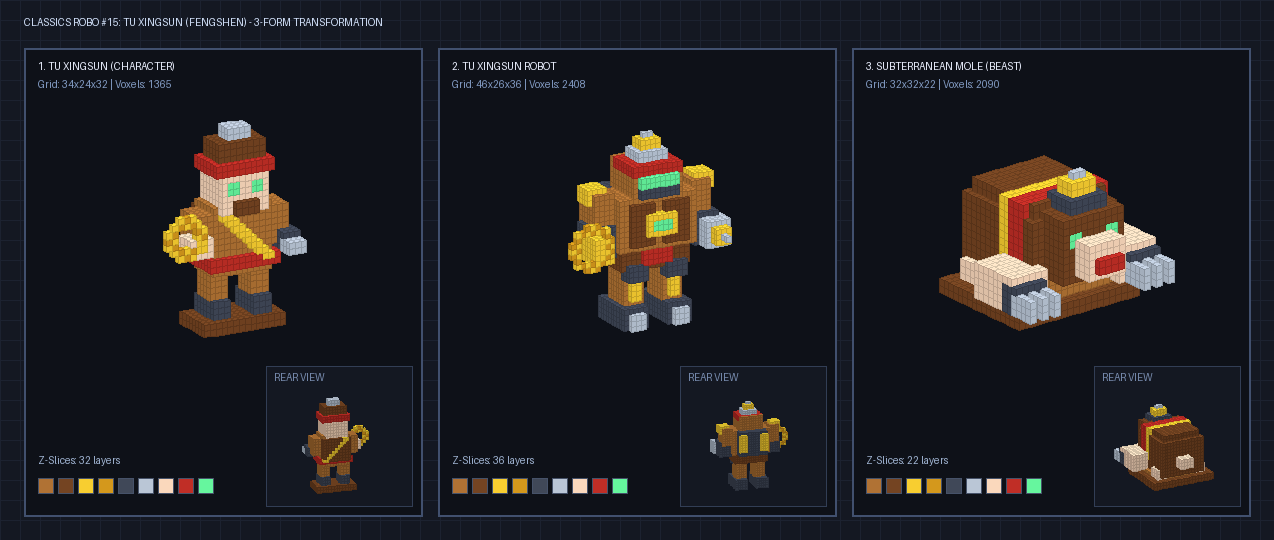 CLASSICS ROBO #15: TU XINGSUN (FENGSHEN) - 3-FORM TRANSFORMATION
1. TU XINGSUN (CHARACTER)
Grid: 34x24x32 | Voxels: 1365
REAR VIEW
Z-Slices: 32 layers
2. TU XINGSUN ROBOT
Grid: 46x26x36 | Voxels: 2408
REAR VIEW
Z-Slices: 36 layers
3. SUBTERRANEAN MOLE (BEAST)
Grid: 32x32x22 | Voxels: 2090
REAR VIEW
Z-Slices: 22 layers